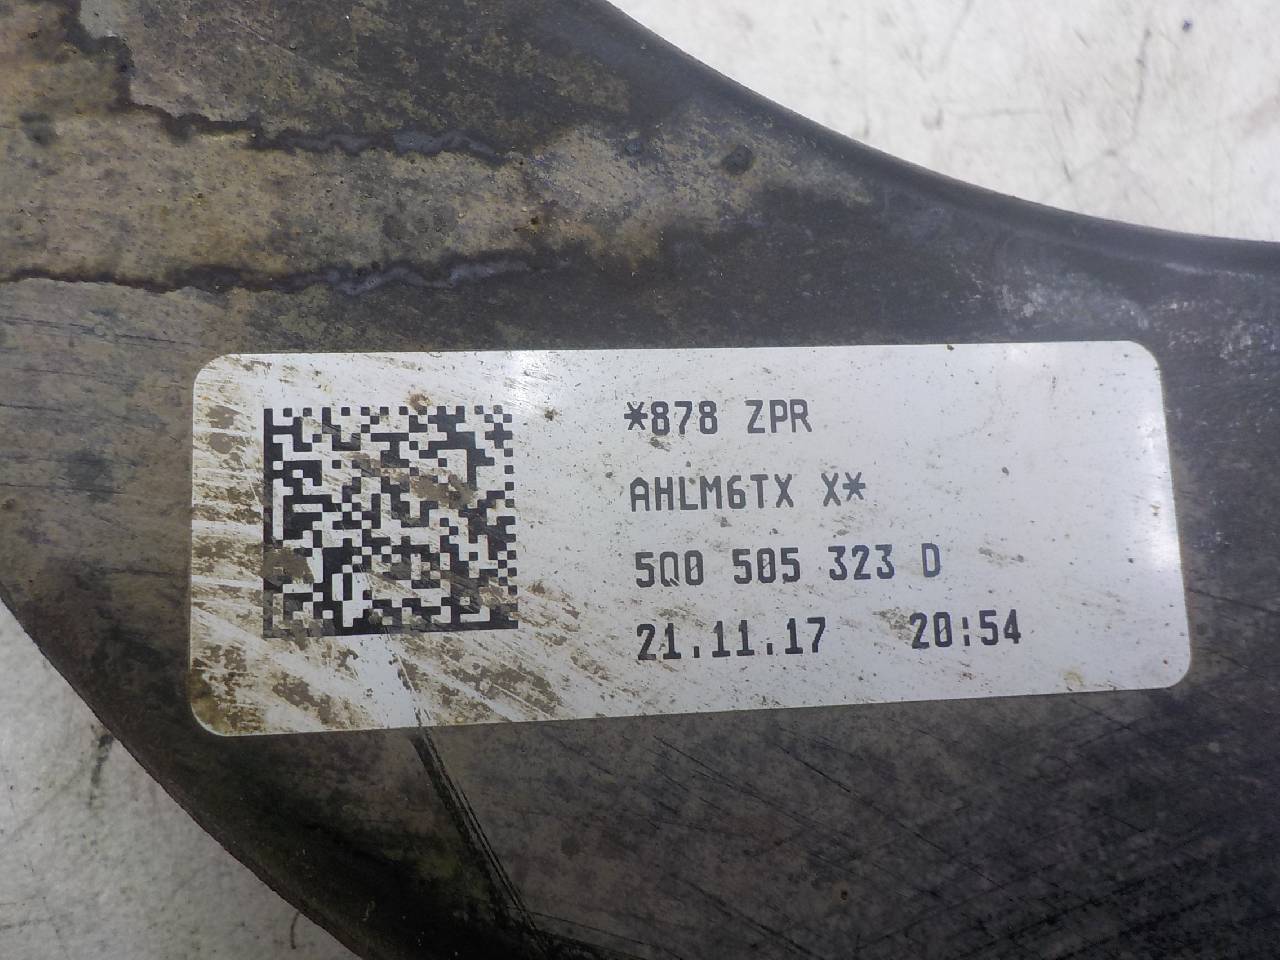 *878 ZPR
AHLM6TX X*
5Q0 505 323 D
21.11.17 20:54